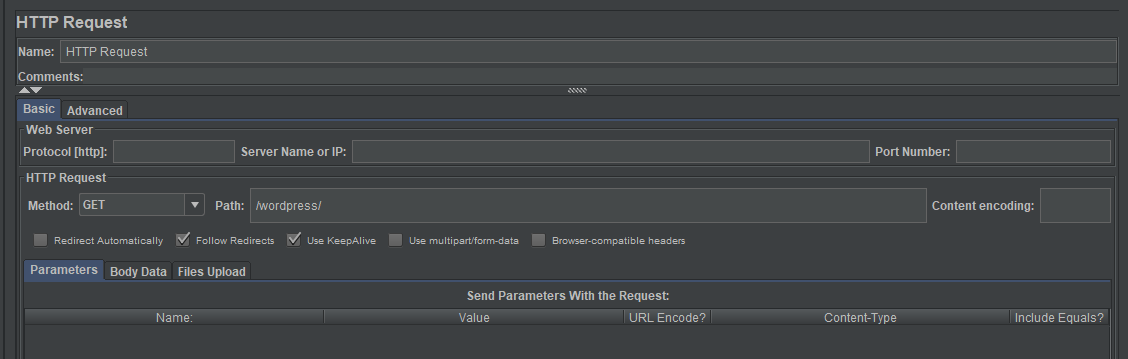 HTTP Request
Name: HTTP Request
Comments:
Basic Advanced
Web Server
Protocol [http]: Server Name or IP: Port Number:
HTTP Request
Method: GET Path: /wordpress/ Content encoding:
Redirect Automatically Follow Redirects Use KeepAlive Use multipart/form-data Browser-compatible headers
Parameters Body Data Files Upload
Send Parameters With the Request:
Name: Value URL Encode? Content-Type Include Equals?